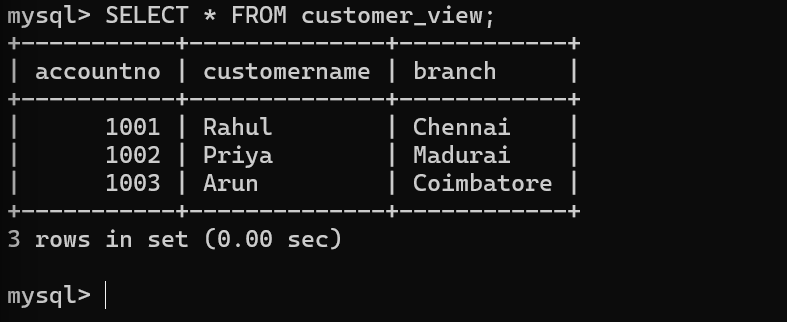 mysql> SELECT * FROM customer_view;
+-----------+--------------+------------+
| accountno | customername | branch     |
+-----------+--------------+------------+
|      1001 | Rahul        | Chennai    |
|      1002 | Priya        | Madurai    |
|      1003 | Arun         | Coimbatore |
+-----------+--------------+------------+
3 rows in set (0.00 sec)
mysql>